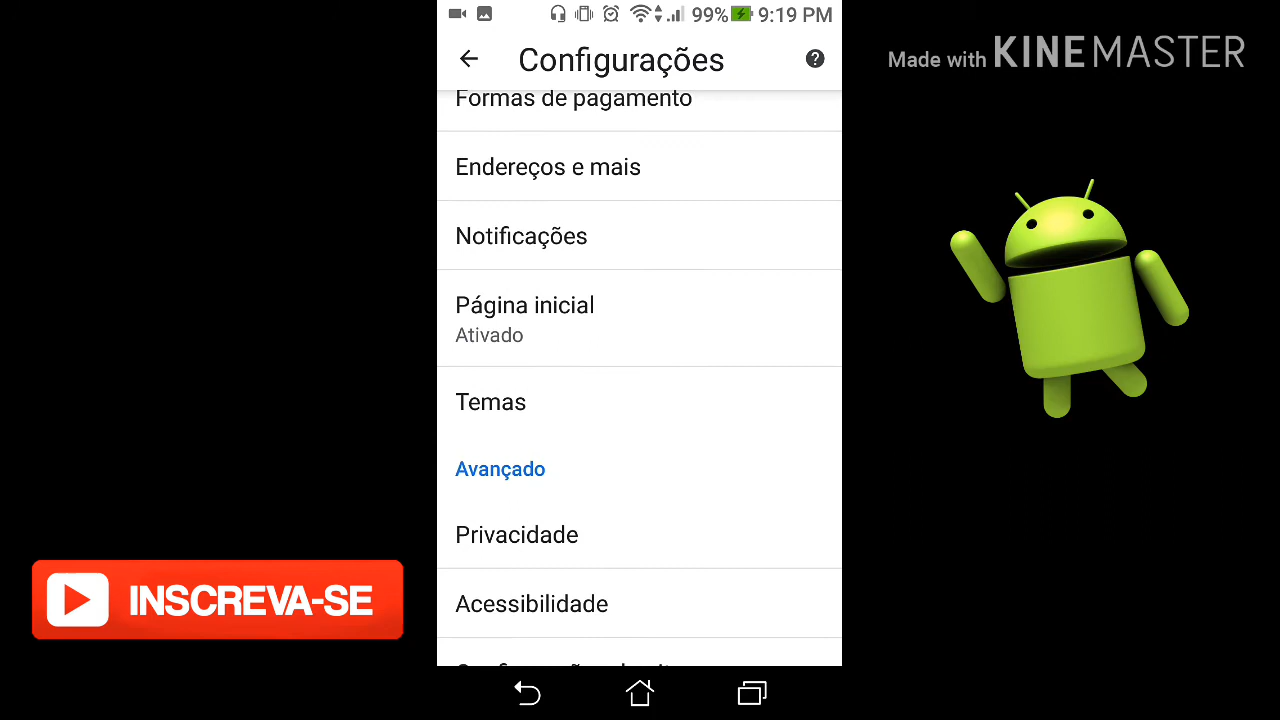 99% 9:19 PM
Configurações
Made with KINEMASTER
Formas de pagamento
Endereços e mais
Notificações
Página inicial
Ativado
Temas
Avançado
Privacidade
Acessibilidade
INSCREVA-SE